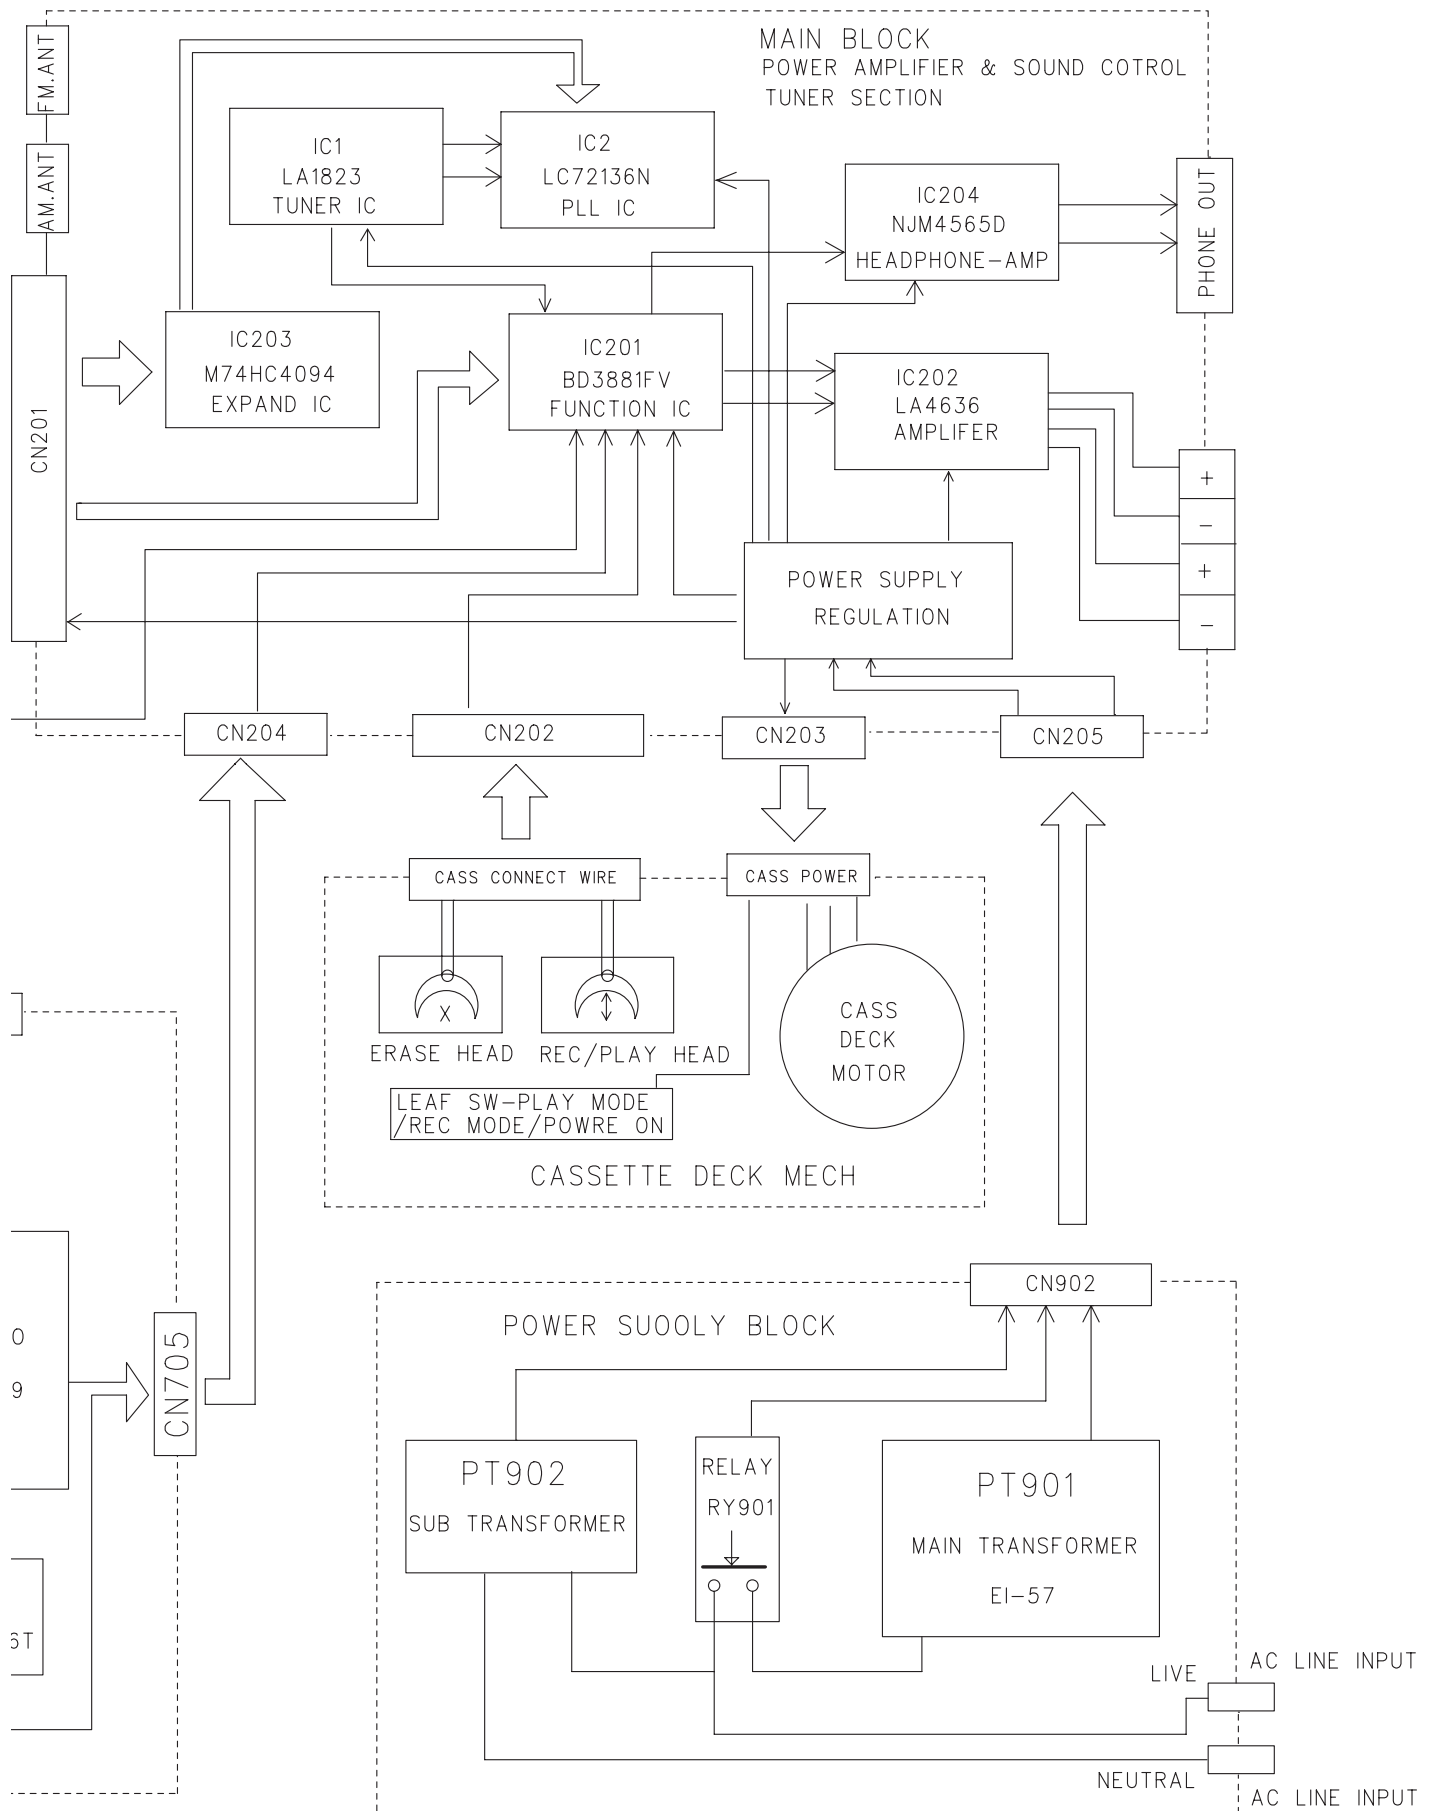 MAIN BLOCK
POWER AMPLIFIER & SOUND COTROL
TUNER SECTION
FM.ANT
AM.ANT
IC1
LA1823
TUNER IC
IC2
LC72136N
PLL IC
IC204
NJM4565D
HEADPHONE-AMP
PHONE OUT
CN201
IC203
M74HC4094
EXPAND IC
IC201
BD3881FV
FUNCTION IC
IC202
LA4636
AMPLIFER
+
-
+
-
POWER SUPPLY
REGULATION
CN204
CN202
CN203
CN205
CASS CONNECT WIRE
CASS POWER
X
ERASE HEAD
REC/PLAY HEAD
CASS
DECK
MOTOR
LEAF SW-PLAY MODE
/REC MODE/POWRE ON
CASSETTE DECK MECH
0
9
6T
CN705
CN902
POWER SUOOLY BLOCK
PT902
SUB TRANSFORMER
RELAY
RY901
PT901
MAIN TRANSFORMER
EI-57
LIVE
AC LINE INPUT
NEUTRAL
AC LINE INPUT